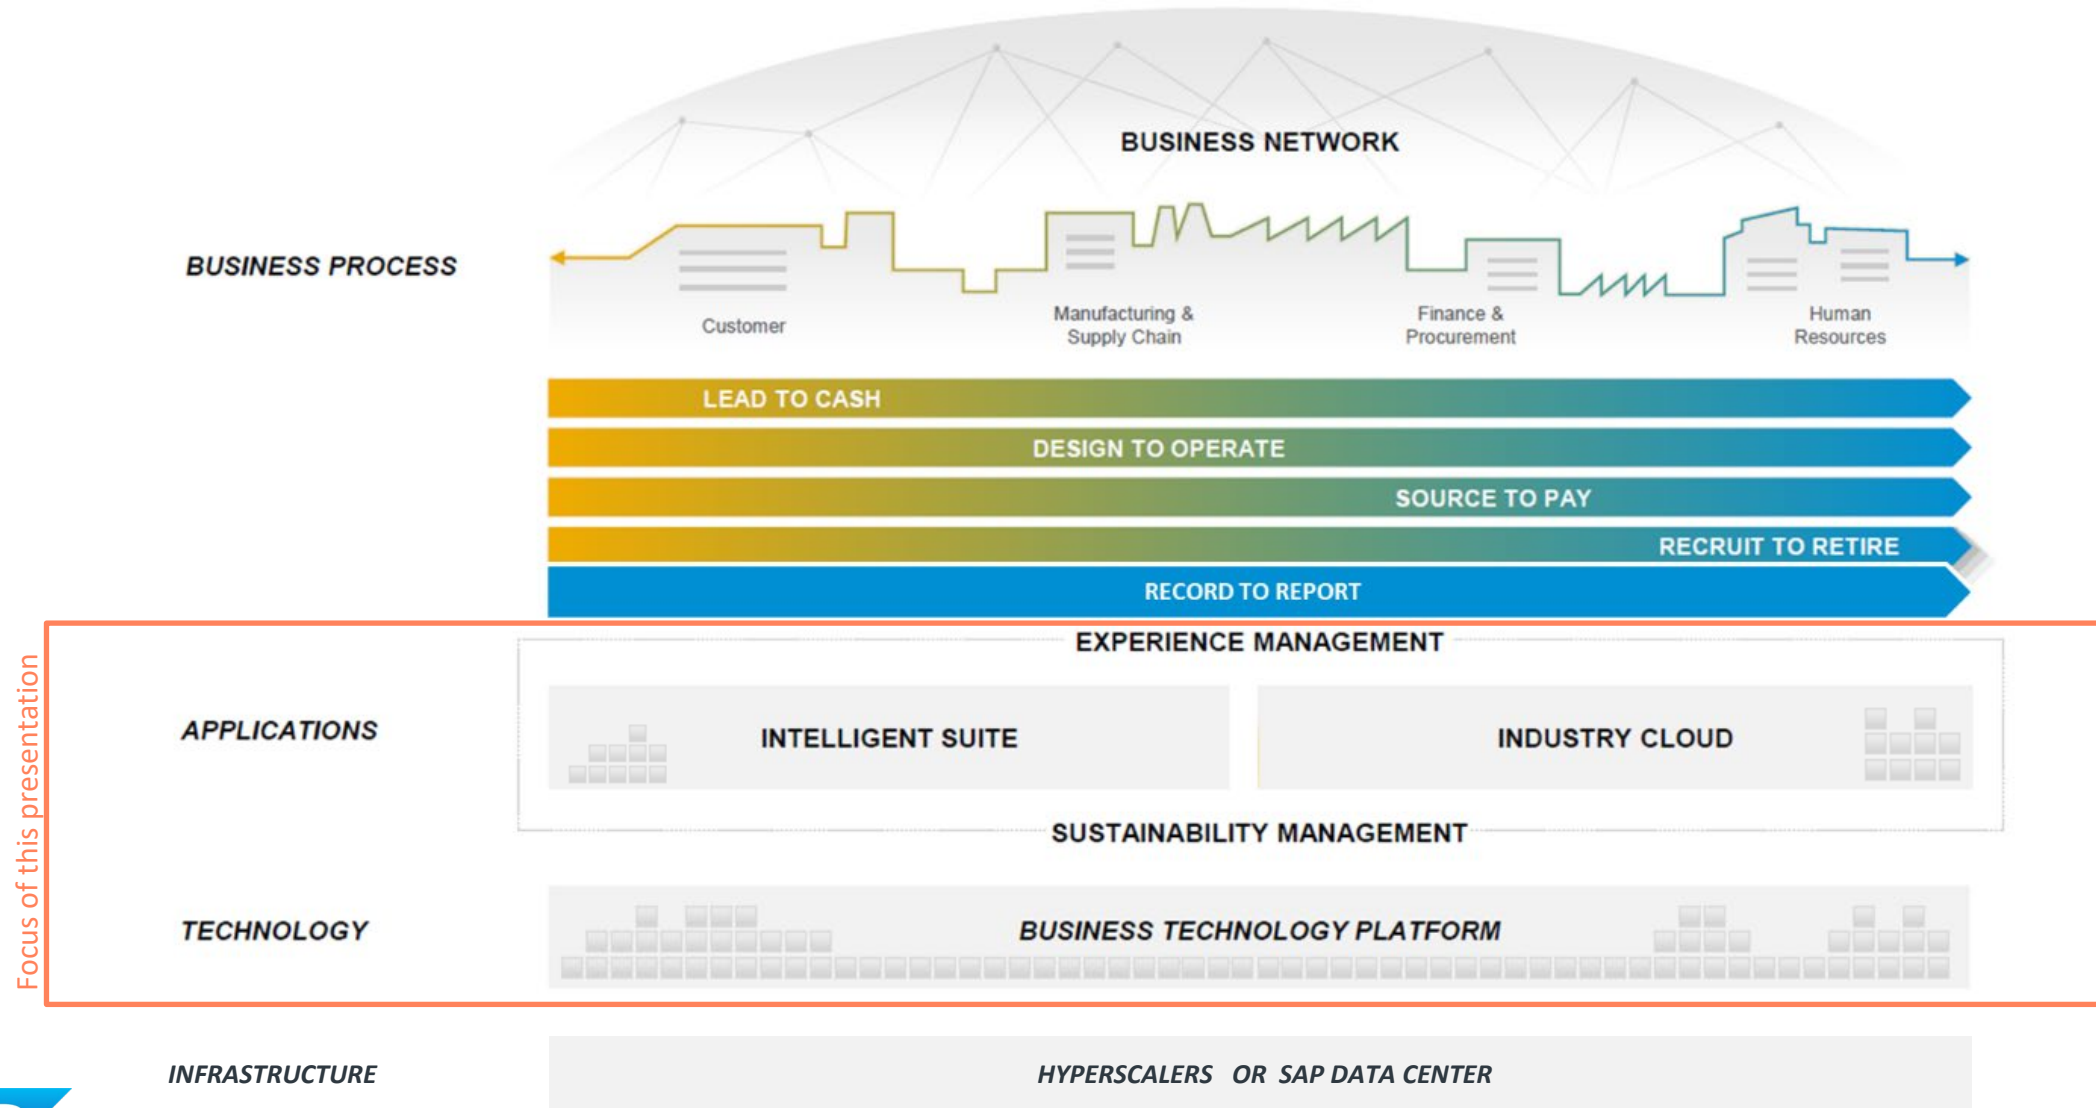 BUSINESS NETWORK
BUSINESS PROCESS
Customer
Manufacturing &
Supply Chain
Finance &
Procurement
Human
Resources
LEAD TO CASH
DESIGN TO OPERATE
SOURCE TO PAY
RECRUIT TO RETIRE
RECORD TO REPORT
Focus of this presentation
EXPERIENCE MANAGEMENT
APPLICATIONS
INTELLIGENT SUITE
INDUSTRY CLOUD
SUSTAINABILITY MANAGEMENT
TECHNOLOGY
BUSINESS TECHNOLOGY PLATFORM
INFRASTRUCTURE
HYPERSCALERS OR SAP DATA CENTER